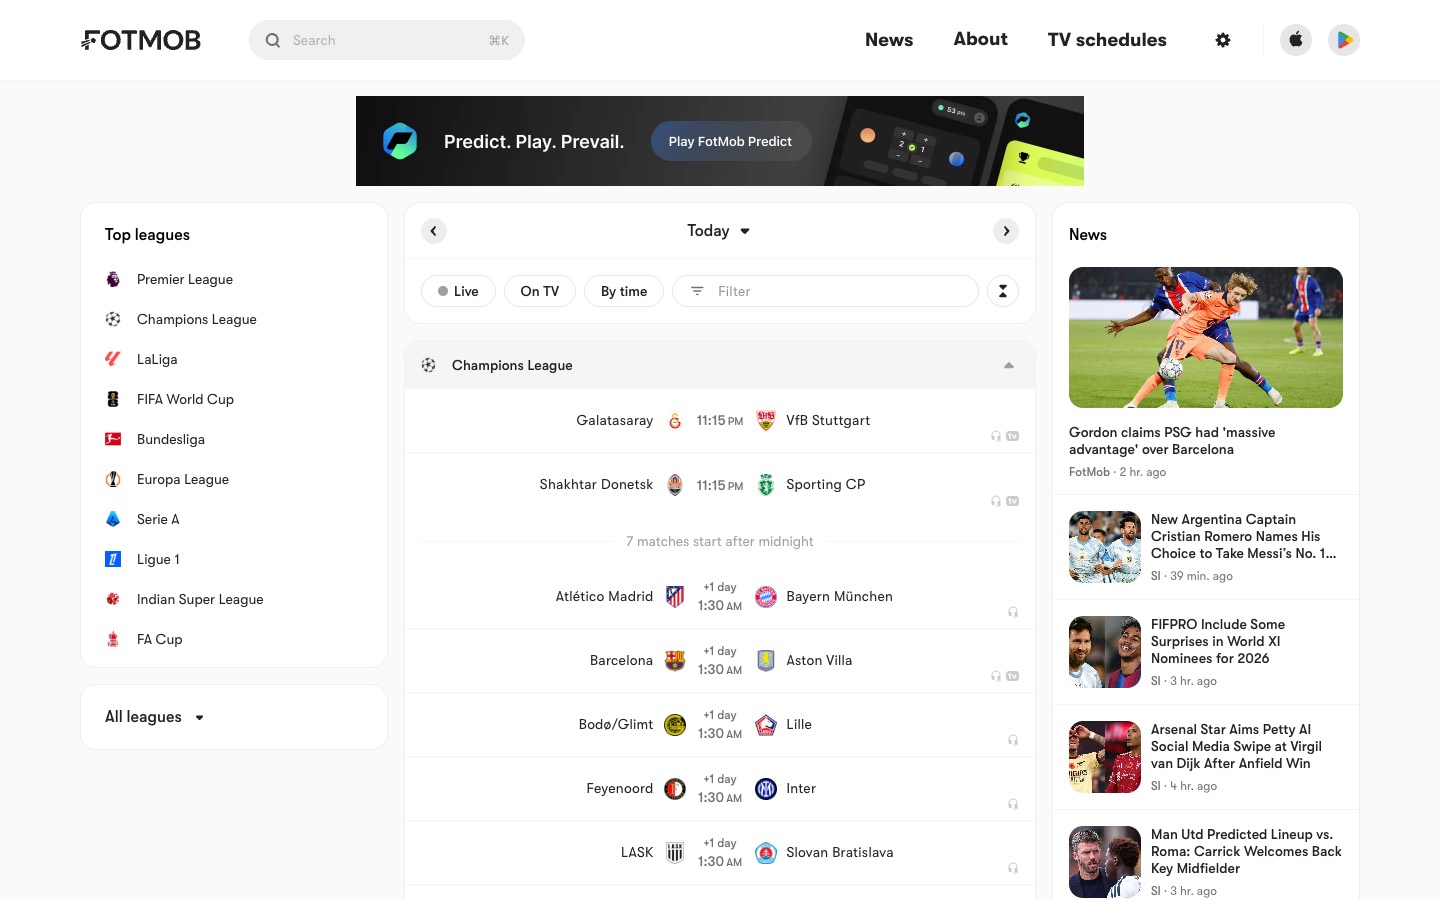 FOTMOB
Search
⌘K
News
About
TV schedules
Predict. Play. Prevail.
Play FotMob Predict
53 pts
2
1
Top leagues
Premier League
Champions League
LaLiga
FIFA World Cup
Bundesliga
Europa League
Serie A
Ligue 1
Indian Super League
FA Cup
All leagues
Today
Live
On TV
By time
Filter
Champions League
Galatasaray
11:15 PM
VfB Stuttgart
tv
Shakhtar Donetsk
11:15 PM
Sporting CP
tv
7 matches start after midnight
Atlético Madrid
+1 day
1:30 AM
Bayern München
Barcelona
+1 day
1:30 AM
Aston Villa
tv
Bodø/Glimt
+1 day
1:30 AM
Lille
Feyenoord
+1 day
1:30 AM
Inter
LASK
+1 day
1:30 AM
Slovan Bratislava
News
17
Gordon claims PSG had 'massive
advantage' over Barcelona
FotMob · 2 hr. ago
New Argentina Captain
Cristian Romero Names His
Choice to Take Messi’s No. 1...
SI · 39 min. ago
FIFPRO Include Some
Surprises in World XI
Nominees for 2026
SI · 3 hr. ago
Arsenal Star Aims Petty AI
Social Media Swipe at Virgil
van Dijk After Anfield Win
SI · 4 hr. ago
Man Utd Predicted Lineup vs.
Roma: Carrick Welcomes Back
Key Midfielder
SI · 3 hr. ago